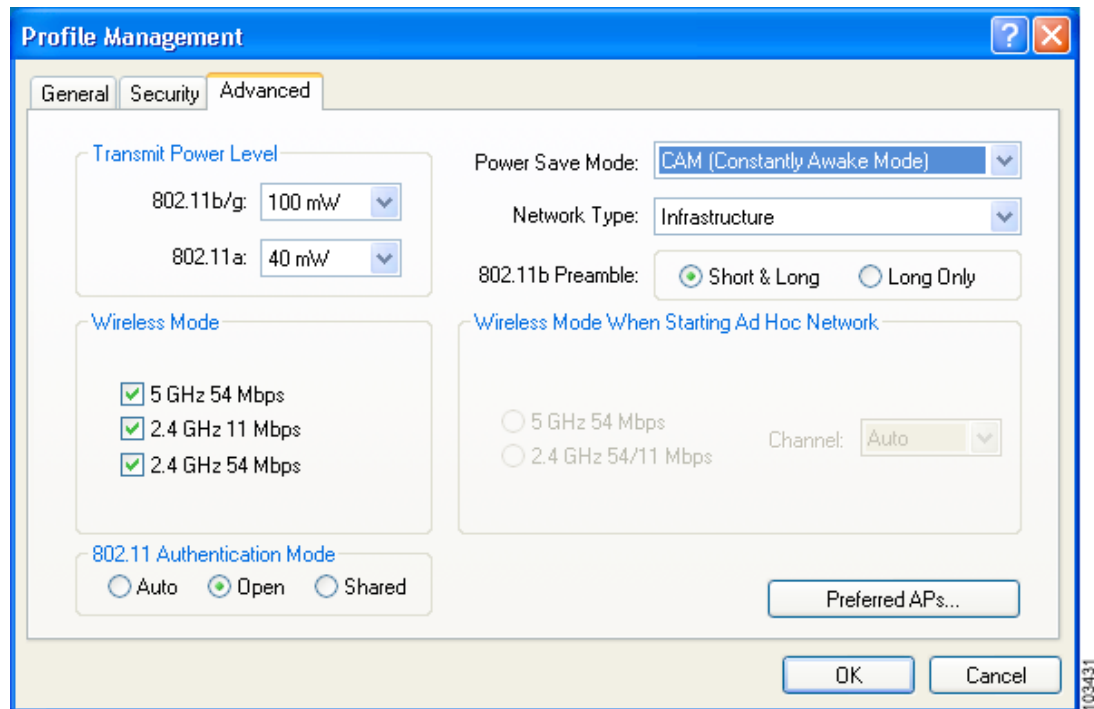 Profile Management
General Security Advanced
Transmit Power Level
802.11b/g: 100 mW
802.11a: 40 mW
Power Save Mode: CAM (Constantly Awake Mode)
Network Type: Infrastructure
802.11b Preamble: Short & Long Long Only
Wireless Mode
5 GHz 54 Mbps
2.4 GHz 11 Mbps
2.4 GHz 54 Mbps
Wireless Mode When Starting Ad Hoc Network
5 GHz 54 Mbps
2.4 GHz 54/11 Mbps
Channel: Auto
802.11 Authentication Mode
Auto Open Shared
Preferred APs...
OK Cancel
103431